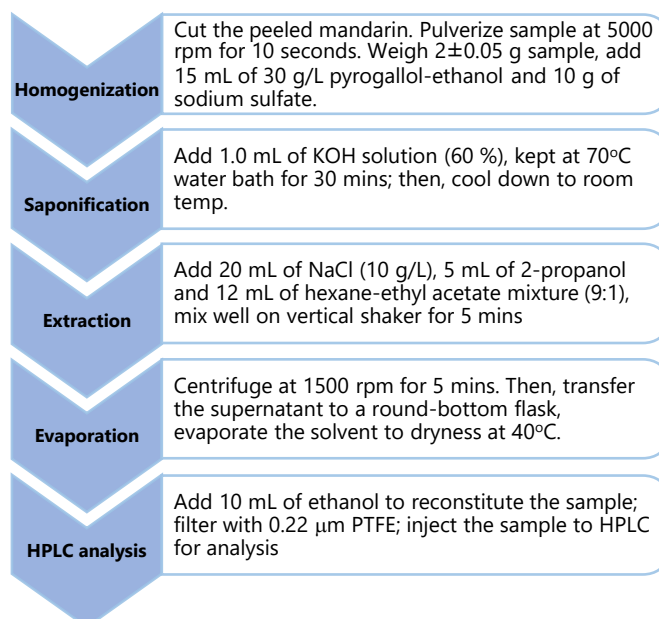 Homogenization
Cut the peeled mandarin. Pulverize sample at 5000
rpm for 10 seconds. Weigh 2±0.05 g sample, add
15 mL of 30 g/L pyrogallol-ethanol and 10 g of
sodium sulfate.
Saponification
Add 1.0 mL of KOH solution (60 %), kept at 70°C
water bath for 30 mins; then, cool down to room
temp.
Extraction
Add 20 mL of NaCl (10 g/L), 5 mL of 2-propanol
and 12 mL of hexane-ethyl acetate mixture (9:1),
mix well on vertical shaker for 5 mins
Evaporation
Centrifuge at 1500 rpm for 5 mins. Then, transfer
the supernatant to a round-bottom flask,
evaporate the solvent to dryness at 40°C.
HPLC analysis
Add 10 mL of ethanol to reconstitute the sample;
filter with 0.22 μm PTFE; inject the sample to HPLC
for analysis